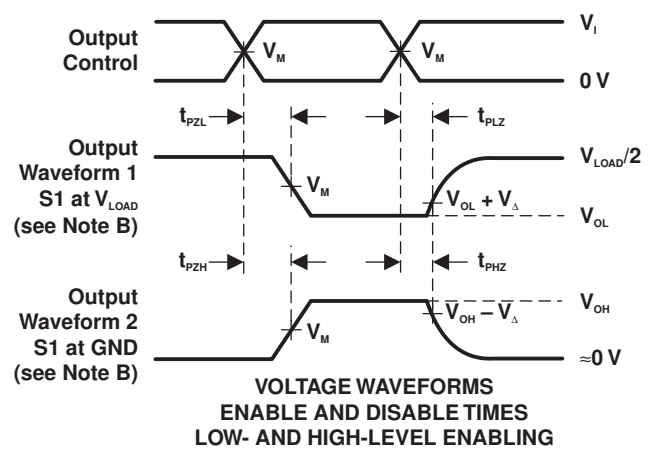 Output
Control
V_M
V_M
V_I
0 V
t_PZL
t_PLZ
Output
Waveform 1
S1 at V_LOAD
(see Note B)
V_M
V_OL + V_Δ
V_LOAD/2
V_OL
t_PZH
t_PHZ
Output
Waveform 2
S1 at GND
(see Note B)
V_M
V_OH – V_Δ
V_OH
≈0 V
VOLTAGE WAVEFORMS
ENABLE AND DISABLE TIMES
LOW- AND HIGH-LEVEL ENABLING